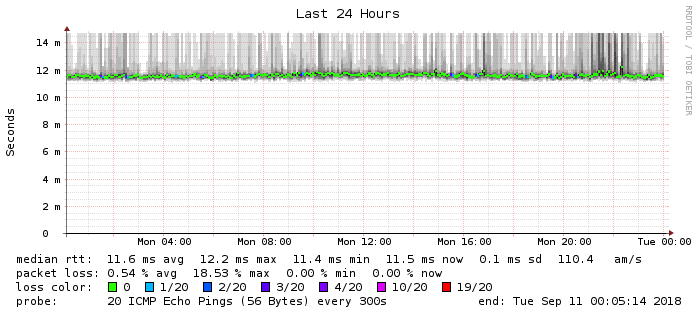 Last 24 Hours
RRDTOOL / TOBI OETIKER
Seconds
14 m
12 m
10 m
8 m
6 m
4 m
2 m
0
Mon 04:00 Mon 08:00 Mon 12:00 Mon 16:00 Mon 20:00 Tue 00:00
median rtt: 11.6 ms avg 12.2 ms max 11.4 ms min 11.5 ms now 0.1 ms sd 110.4 am/s
packet loss: 0.54 % avg 18.53 % max 0.00 % min 0.00 % now
loss color: 0 1/20 2/20 3/20 4/20 10/20 19/20
probe: 20 ICMP Echo Pings (56 Bytes) every 300s end: Tue Sep 11 00:05:14 2018